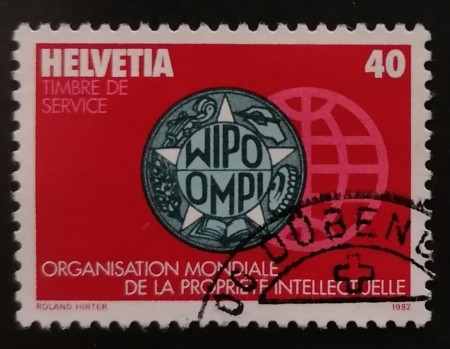 HELVETIA 40
TIMBRE DE
SERVICE
WIPO
OMPI
ORGANISATION MONDIALE
DE LA PROPRIETE INTELLECTUELLE
ROLAND HIRTER 1982